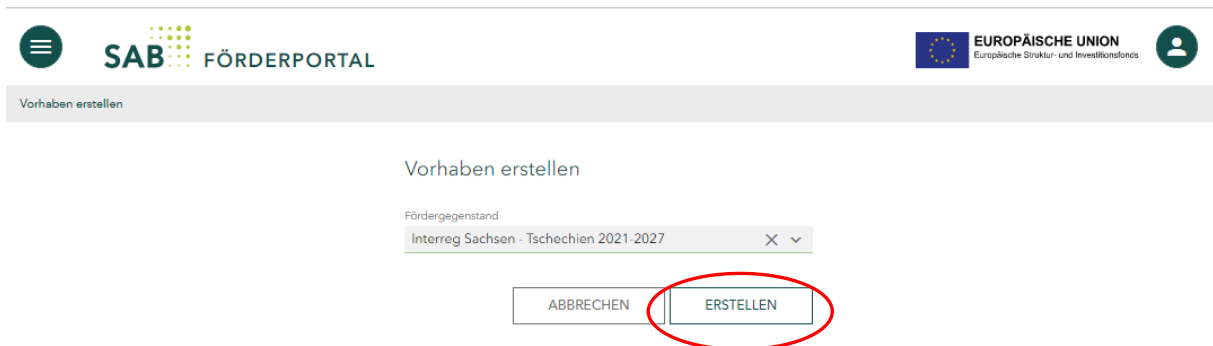 SAB FÖRDERPORTAL
EUROPÄISCHE UNION
Europäische Struktur- und Investitionsfonds
Vorhaben erstellen
Vorhaben erstellen
Fördergegenstand
Interreg Sachsen - Tschechien 2021-2027
ABBRECHEN
ERSTELLEN